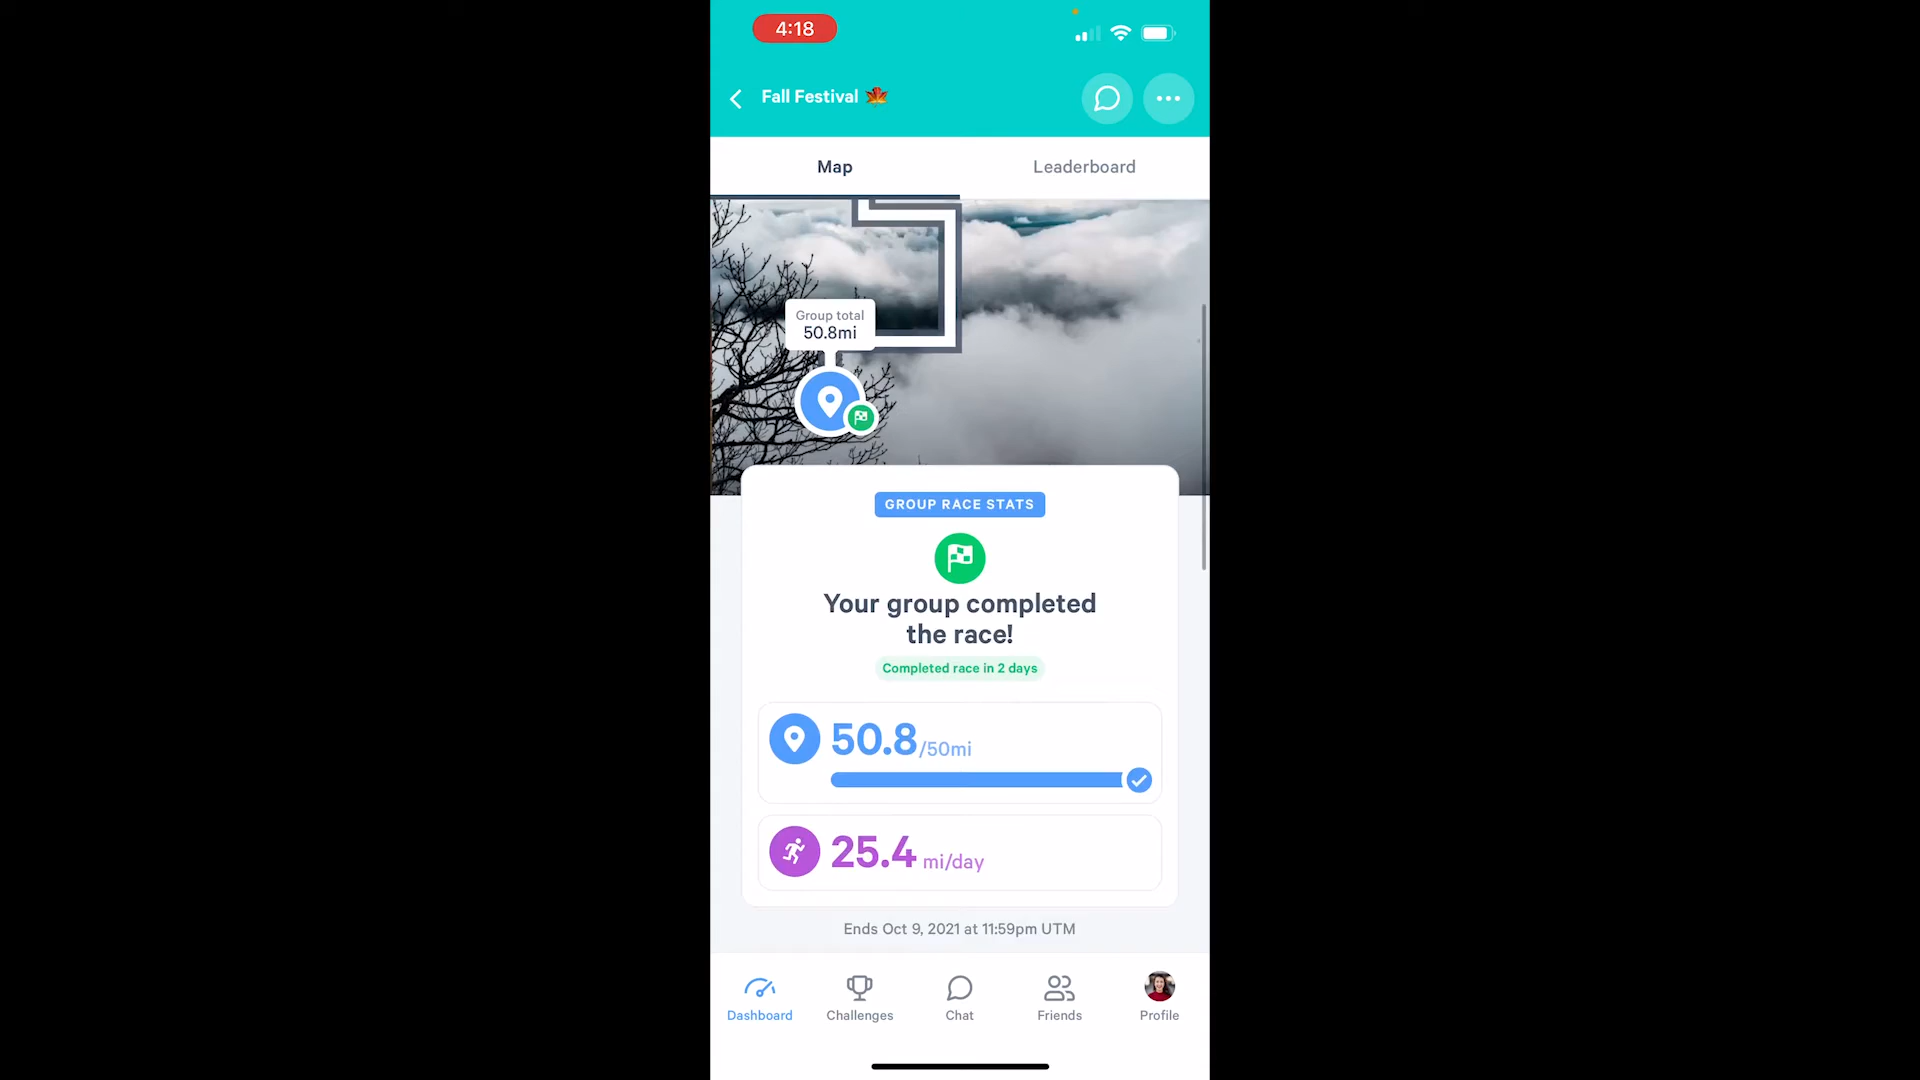 4:18
Fall Festival 🍁
Map
Leaderboard
Group total
50.8mi
GROUP RACE STATS
Your group completed
the race!
Completed race in 2 days
50.8/50mi
25.4 mi/day
Ends Oct 9, 2021 at 11:59pm UTM
Dashboard
Challenges
Chat
Friends
Profile